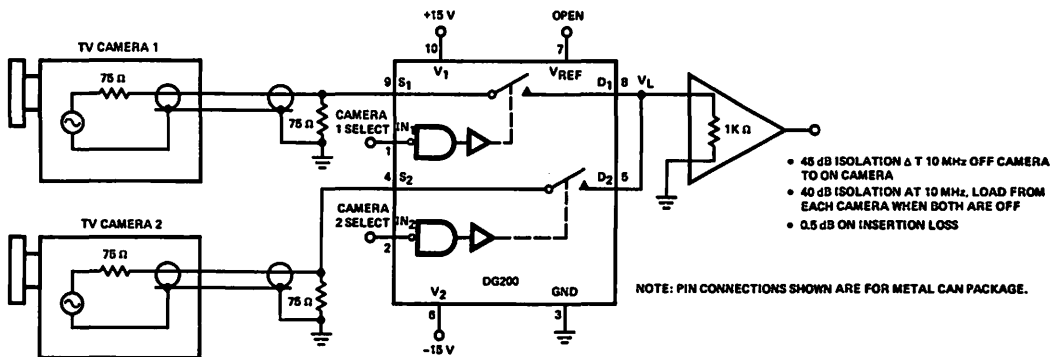 +15 V
OPEN
TV CAMERA 1
10
7
75 Ω
V1
VREF
9
S1
D1
8
VL
75 Ω
CAMERA
1 SELECT
IN1
1
1K Ω
4
S2
D2
5
• 45 dB ISOLATION Δ T 10 MHz OFF CAMERA
TO ON CAMERA
• 40 dB ISOLATION AT 10 MHz, LOAD FROM
EACH CAMERA WHEN BOTH ARE OFF
• 0.5 dB ON INSERTION LOSS
TV CAMERA 2
CAMERA
2 SELECT
IN2
2
75 Ω
75 Ω
DG200
V2
GND
6
3
-15 V
NOTE: PIN CONNECTIONS SHOWN ARE FOR METAL CAN PACKAGE.